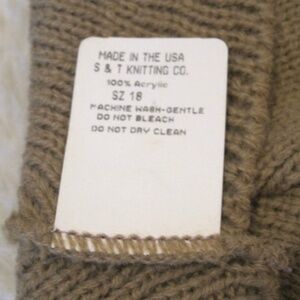 MADE IN THE USA
S & T KNITTING CO.
100% Acrylic
SZ 18
MACHINE WASH-GENTLE
DO NOT BLEACH
DO NOT DRY CLEAN